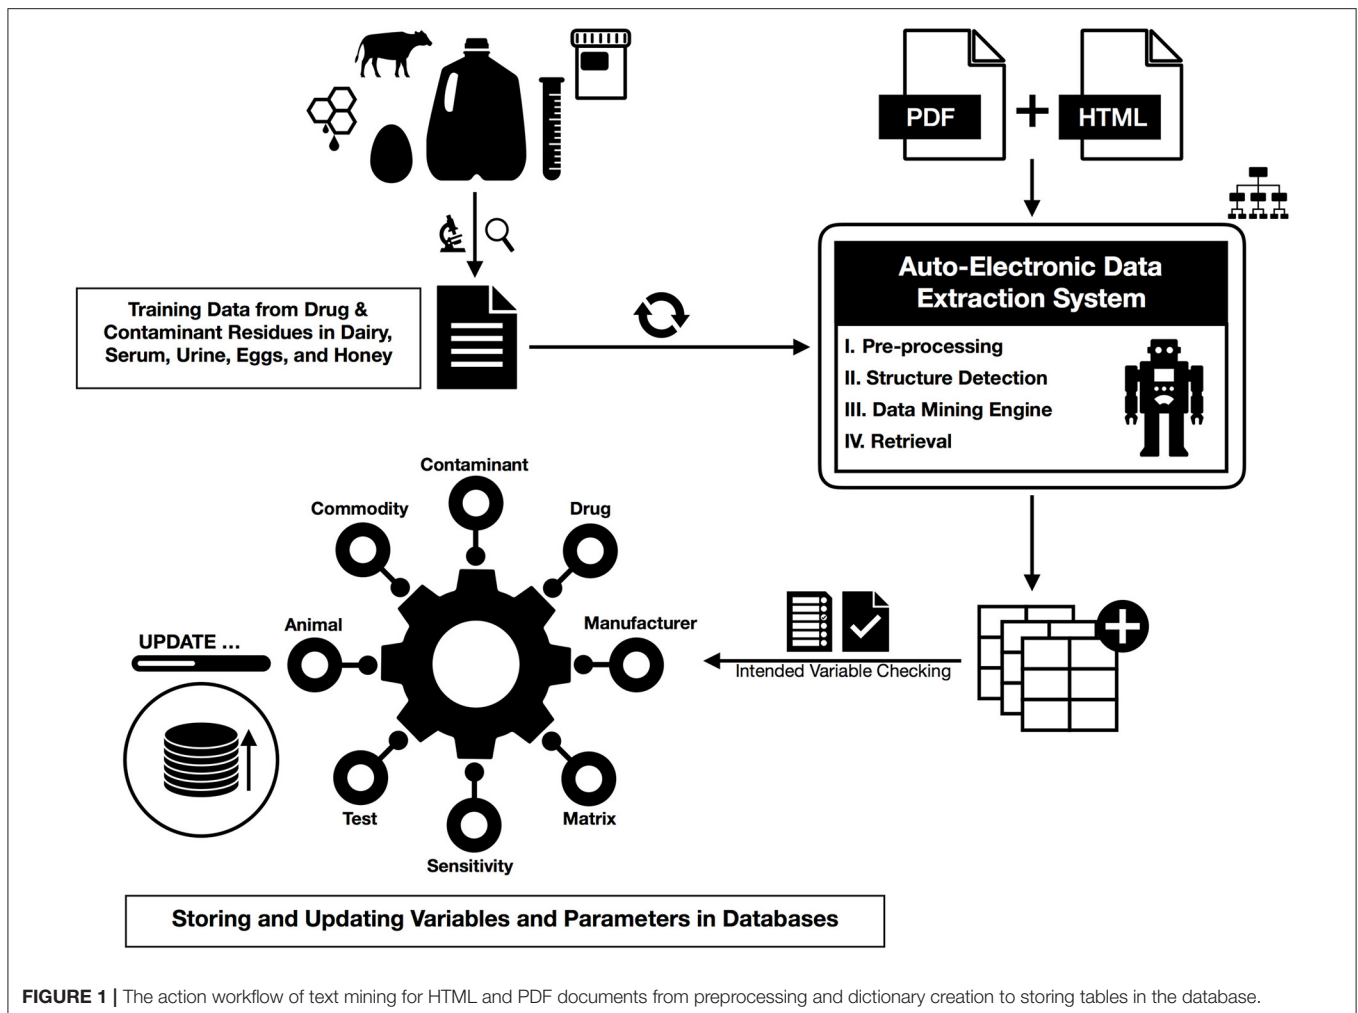 PDF
HTML
Auto-Electronic Data
Extraction System
I. Pre-processing
II. Structure Detection
III. Data Mining Engine
IV. Retrieval
Training Data from Drug &
Contaminant Residues in Dairy,
Serum, Urine, Eggs, and Honey
Contaminant
Commodity
Drug
Animal
Manufacturer
UPDATE ...
Intended Variable Checking
Test
Matrix
Sensitivity
Storing and Updating Variables and Parameters in Databases
FIGURE 1 | The action workflow of text mining for HTML and PDF documents from preprocessing and dictionary creation to storing tables in the database.